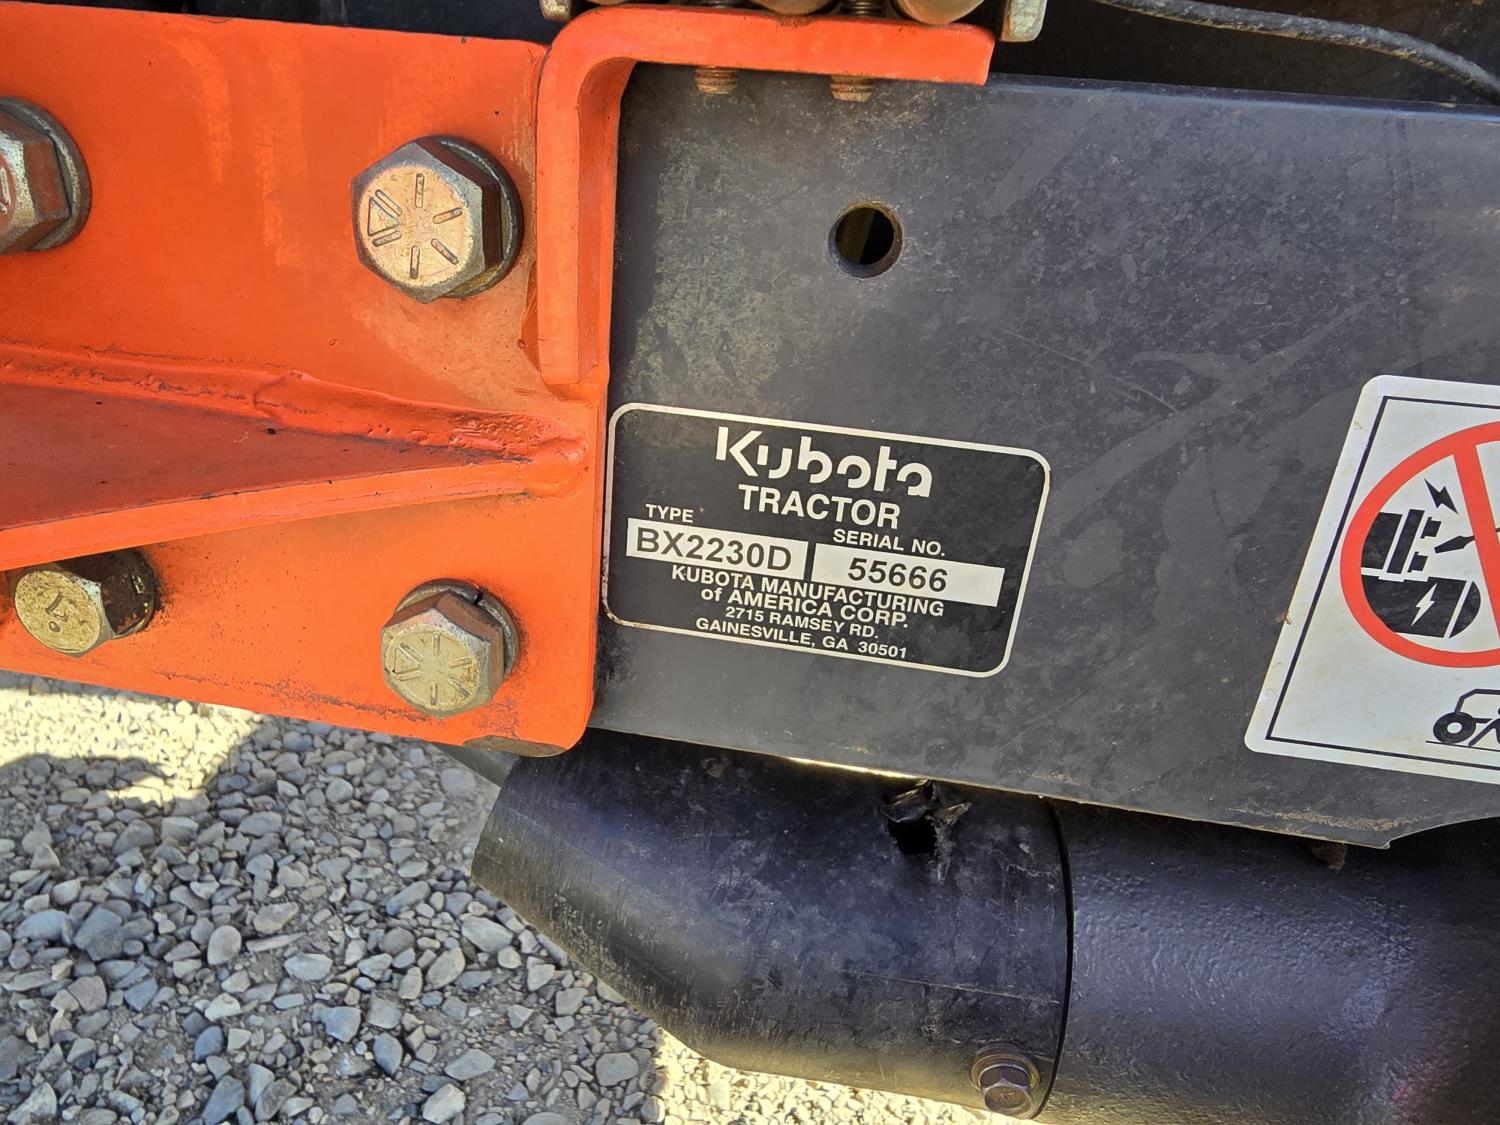 Kubota
TRACTOR
TYPE SERIAL NO.
BX2230D 55666
KUBOTA MANUFACTURING
of AMERICA CORP.
2715 RAMSEY RD.
GAINESVILLE, GA 30501